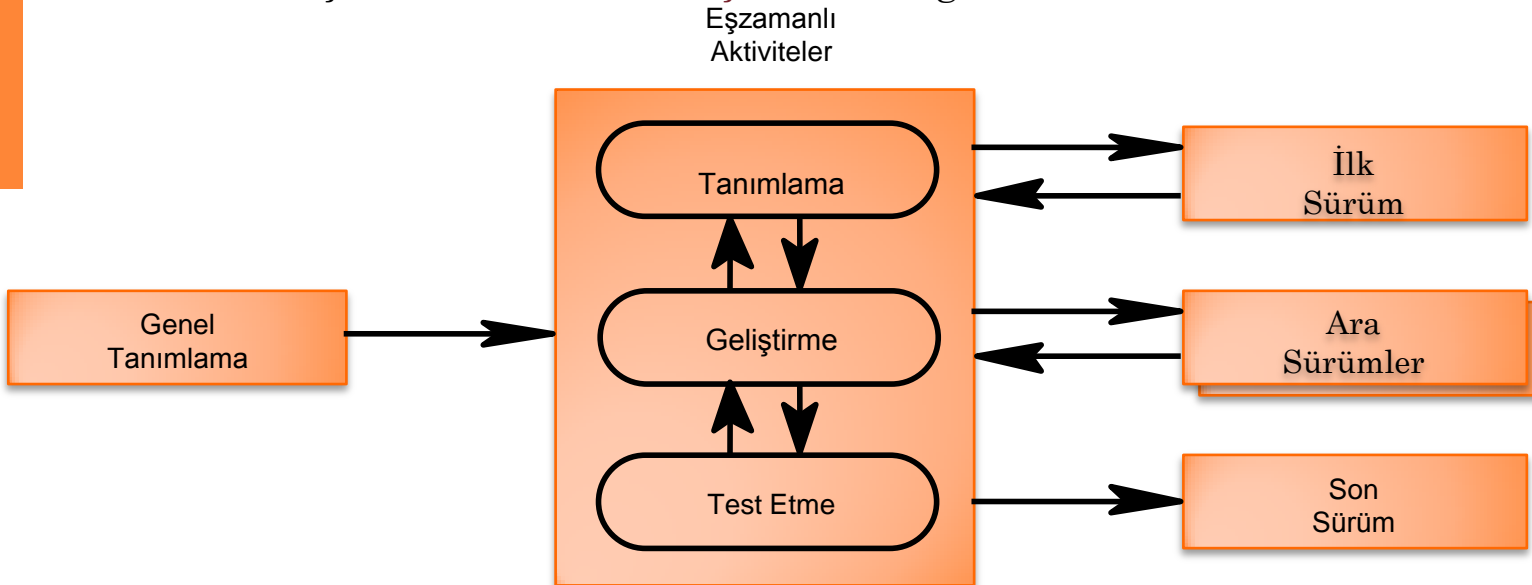 Eşzamanlı
Aktiviteler
Tanımlama
İlk
Sürüm
Genel
Tanımlama
Geliştirme
Ara
Sürümler
Test Etme
Son
Sürüm